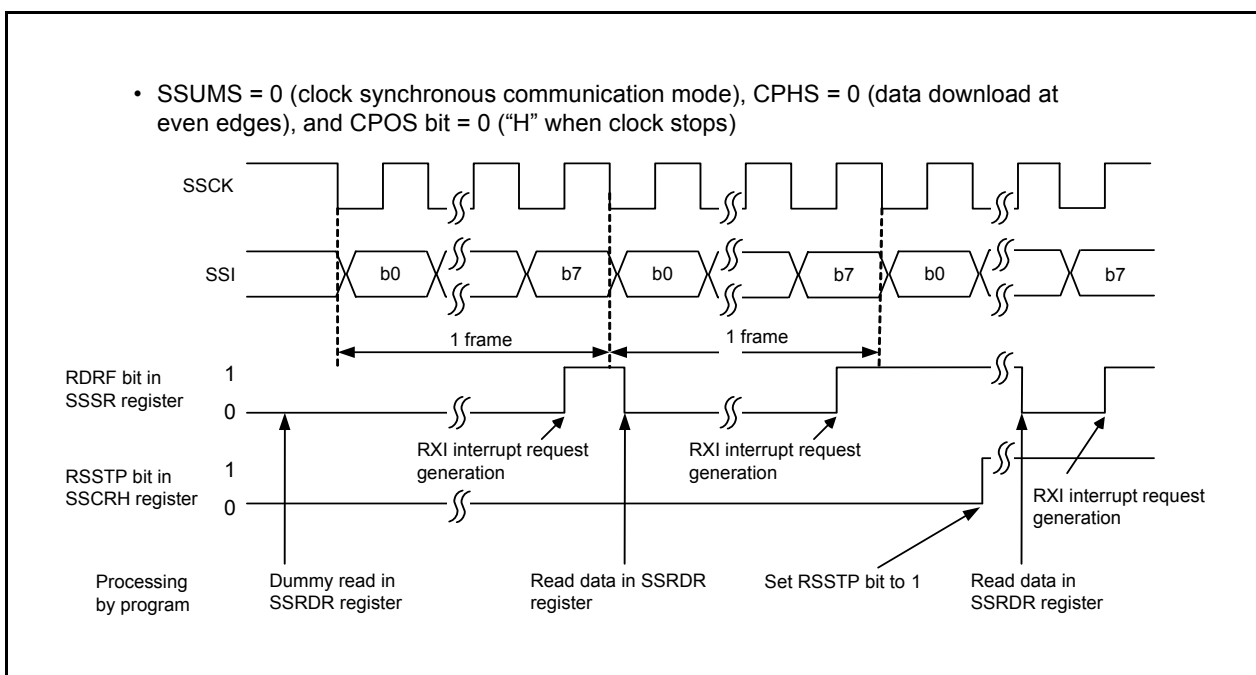 • SSUMS = 0 (clock synchronous communication mode), CPHS = 0 (data download at
even edges), and CPOS bit = 0 (“H” when clock stops)
SSCK
SSI
b0
b7
b0
b7
b0
b7
1 frame
1 frame
RDRF bit in
SSSR register
1
0
RXI interrupt request
generation
RXI interrupt request
generation
RXI interrupt request
generation
RSSTP bit in
SSCRH register
1
0
Processing
by program
Dummy read in
SSRDR register
Read data in SSRDR
register
Set RSSTP bit to 1
Read data in
SSRDR register